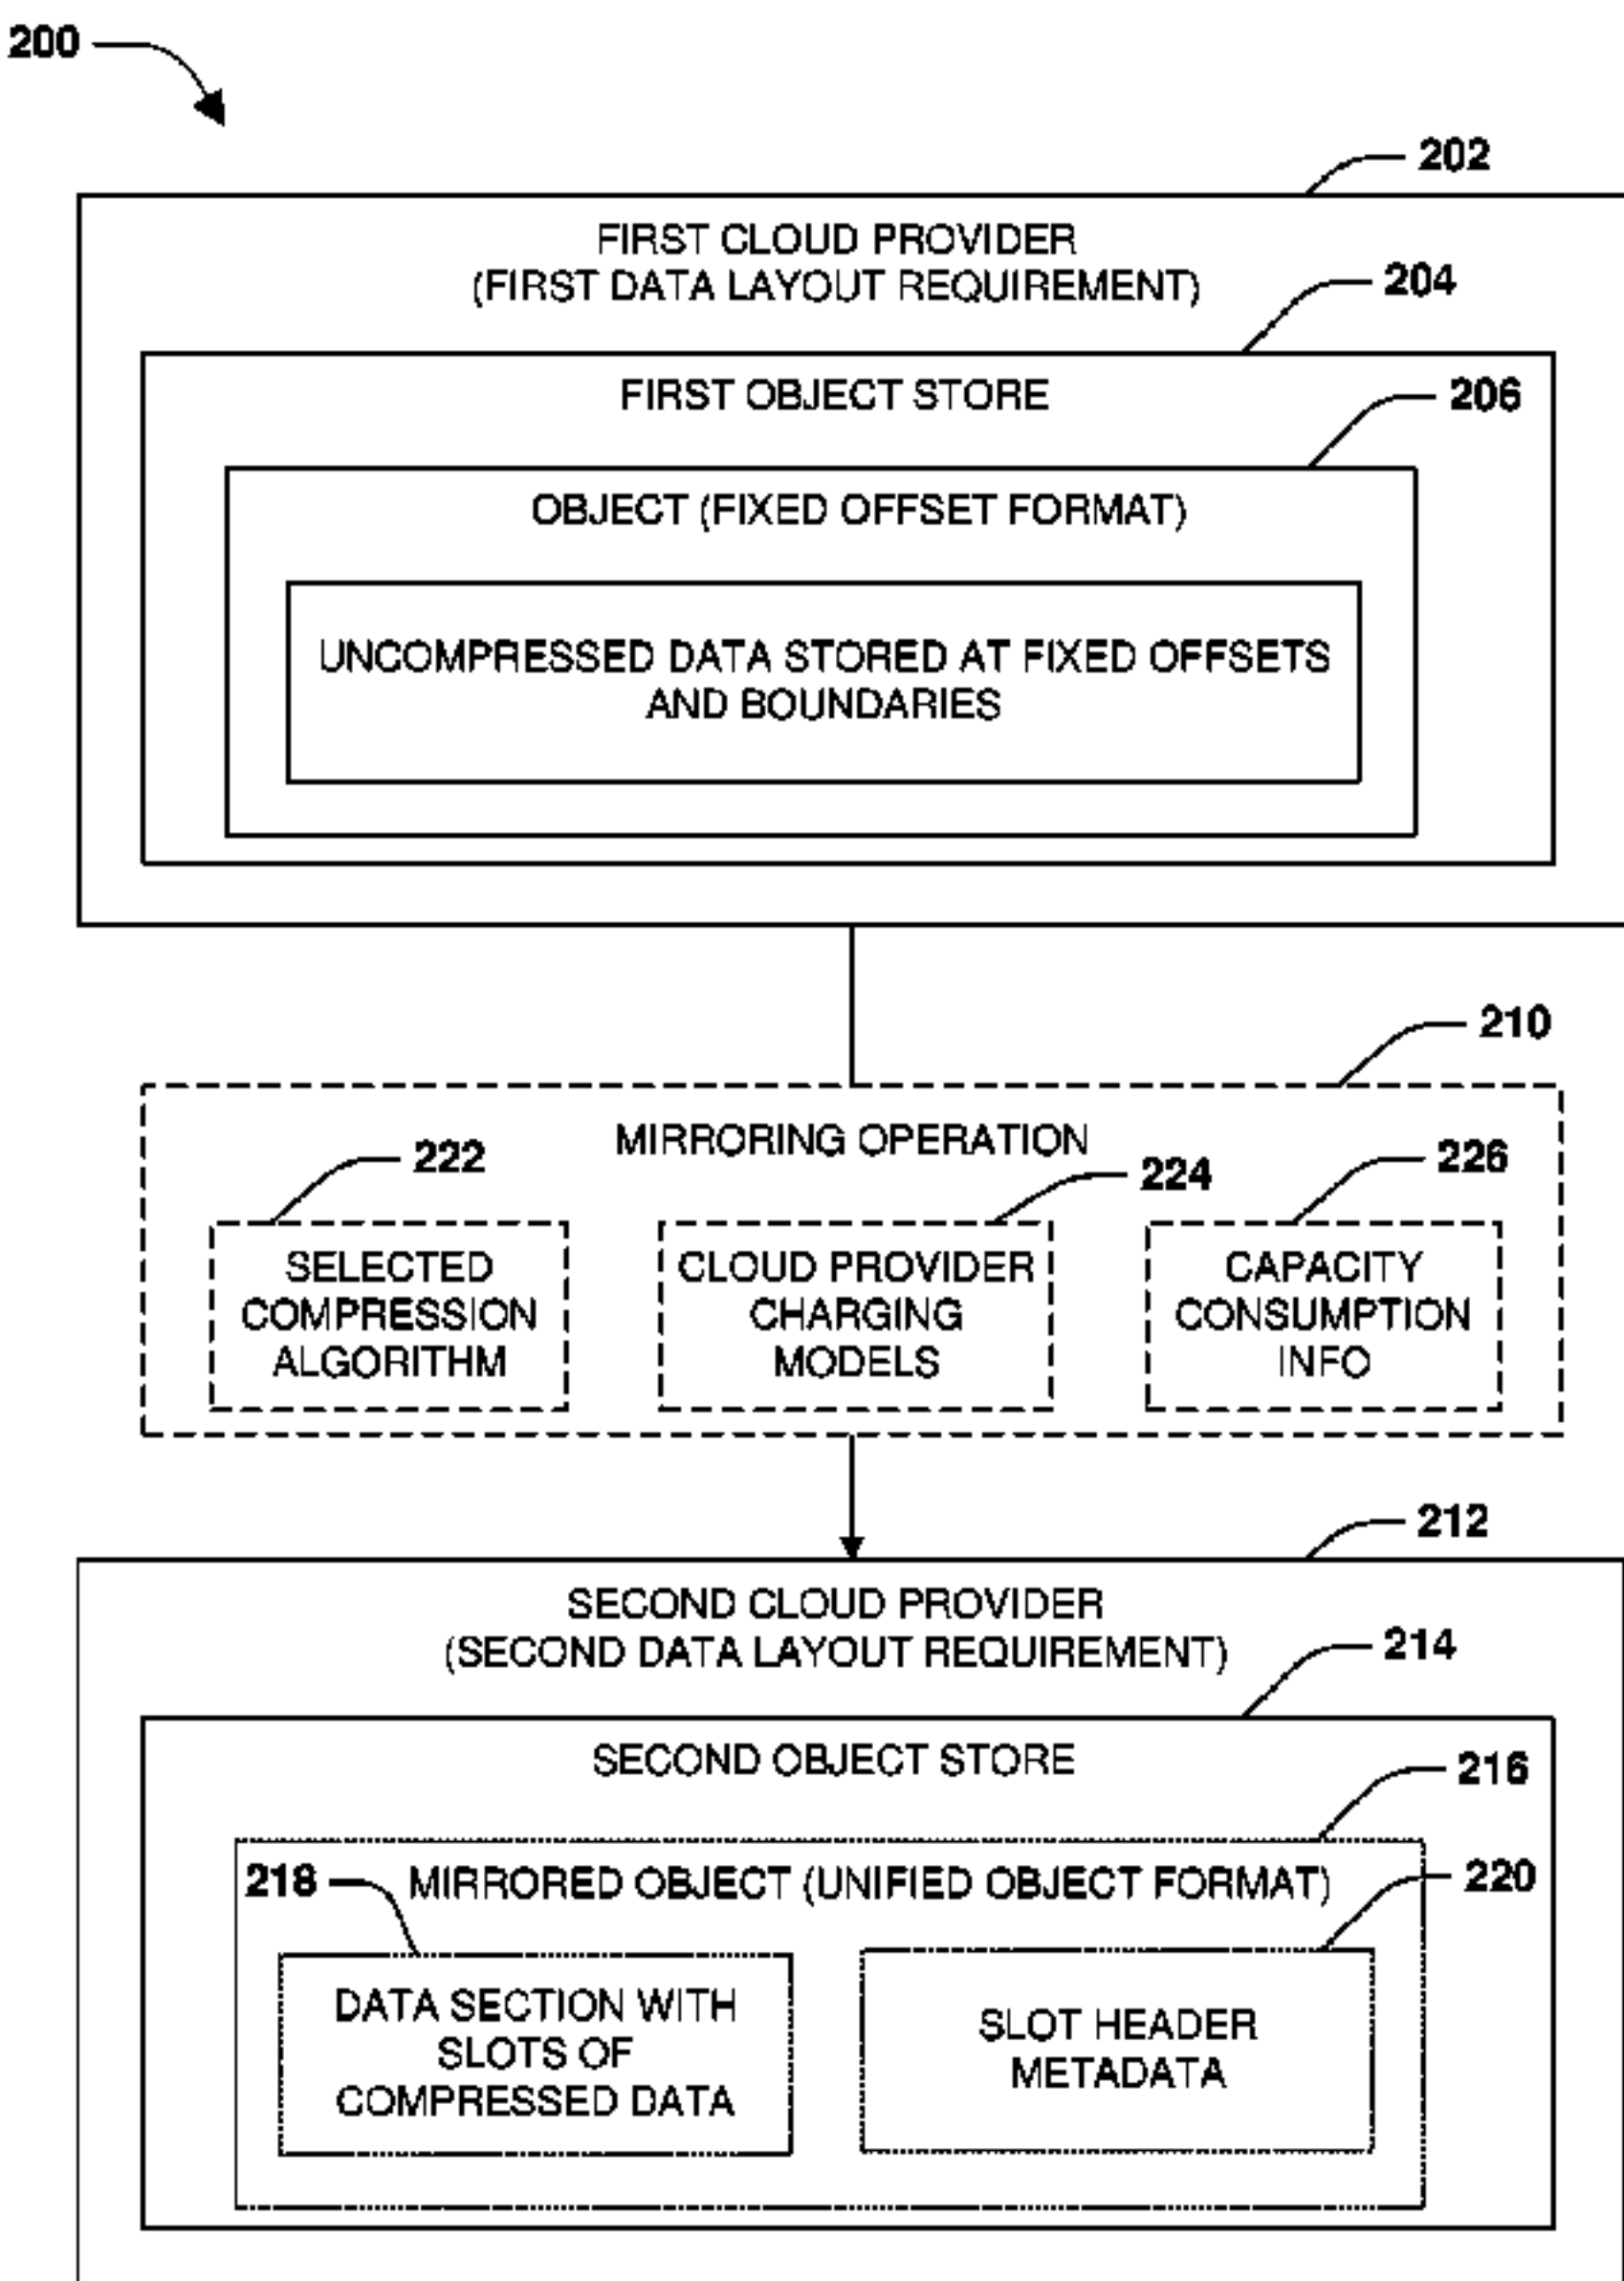 200
202
FIRST CLOUD PROVIDER
(FIRST DATA LAYOUT REQUIREMENT)
204
FIRST OBJECT STORE
206
OBJECT (FIXED OFFSET FORMAT)
UNCOMPRESSED DATA STORED AT FIXED OFFSETS
AND BOUNDARIES
210
MIRRORING OPERATION
222
224
226
SELECTED
COMPRESSION
ALGORITHM
CLOUD PROVIDER
CHARGING
MODELS
CAPACITY
CONSUMPTION
INFO
212
SECOND CLOUD PROVIDER
(SECOND DATA LAYOUT REQUIREMENT)
214
SECOND OBJECT STORE
216
218
MIRRORED OBJECT (UNIFIED OBJECT FORMAT)
220
DATA SECTION WITH
SLOTS OF
COMPRESSED DATA
SLOT HEADER
METADATA